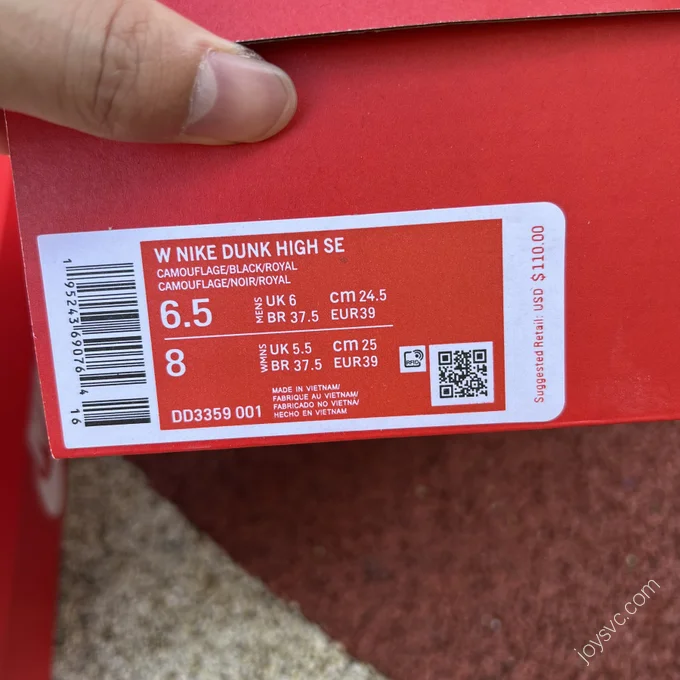 W NIKE DUNK HIGH SE
CAMOUFLAGE/BLACK/ROYAL
CAMOUFLAGE/NOIR/ROYAL
6.5 MENS UK 6 cm 24.5
BR 37.5 EUR39
8 WMNS UK 5.5 cm 25
BR 37.5 EUR39
MADE IN VIETNAM/
FABRIQUE AU VIETNAM/
FABRICADO NO VIETNÃ/
HECHO EN VIETNAM
DD3359 001
1 95243 69076 4 16
Suggested Retail: USD $110.00
joysvc.com